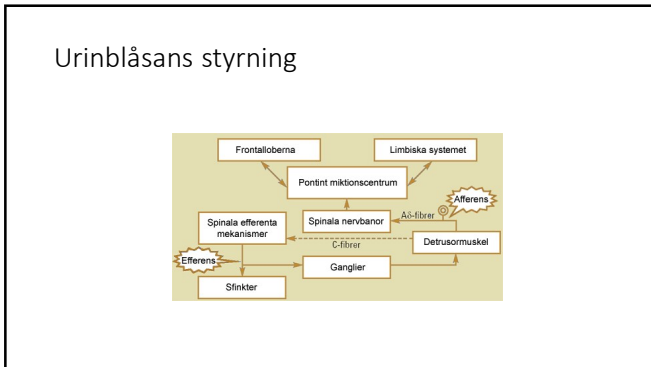 Urinblåsans styrning
Frontalloberna
Limbiska systemet
Pontint miktionscentrum
Afferens
Aδ-fibrer
Spinala efferenta
mekanismer
Spinala nervbanor
Detrusormuskel
C-fibrer
Efferens
Ganglier
Sfinkter